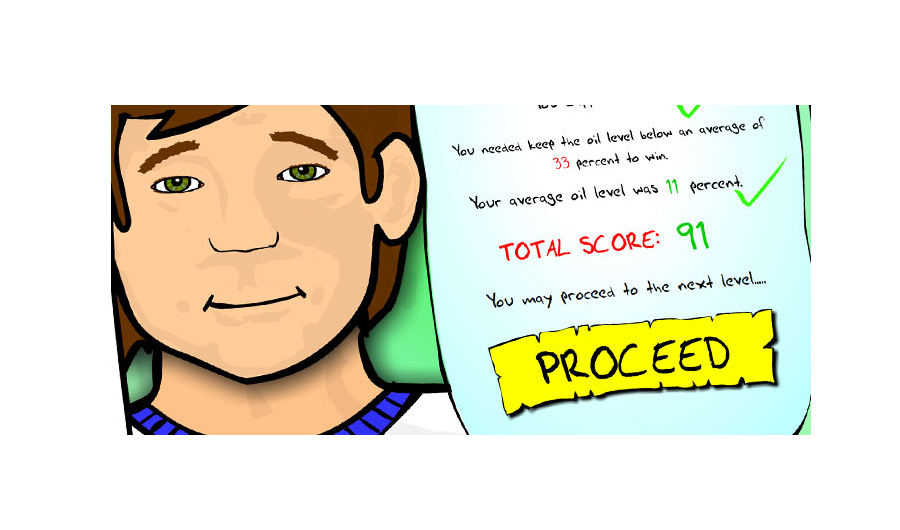 You needed keep the oil level below an average of
33 percent to win.
Your average oil level was 11 percent.
TOTAL SCORE: 91
You may proceed to the next level.....
PROCEED